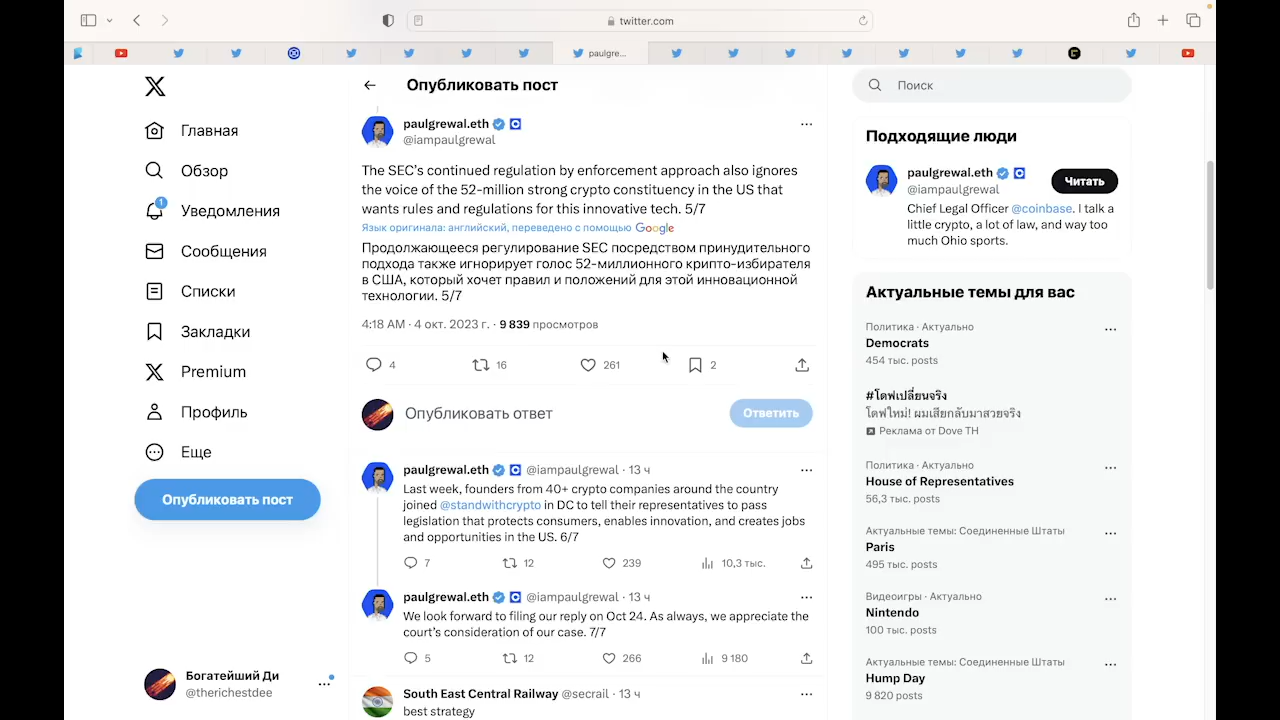 twitter.com
paulgre...
Главная
Обзор
1
Уведомления
Сообщения
Списки
Закладки
Premium
Профиль
Еще
Опубликовать пост
Богатейший Ди
@therichestdee
Опубликовать пост
paulgrewal.eth
@iampaulgrewal
The SEC's continued regulation by enforcement approach also ignores
the voice of the 52-million strong crypto constituency in the US that
wants rules and regulations for this innovative tech. 5/7
Язык оригинала: английский, переведено с помощью Google
Продолжающееся регулирование SEC посредством принудительного
подхода также игнорирует голос 52-миллионного крипто-избирателя
в США, который хочет правил и положений для этой инновационной
технологии. 5/7
4:18 AM · 4 окт. 2023 г. · 9 839 просмотров
4 16 261 2
Опубликовать ответ
Ответить
paulgrewal.eth @iampaulgrewal · 13 ч
Last week, founders from 40+ crypto companies around the country
joined @standwithcrypto in DC to tell their representatives to pass
legislation that protects consumers, enables innovation, and creates jobs
and opportunities in the US. 6/7
7 12 239 10,3 тыс.
paulgrewal.eth @iampaulgrewal · 13 ч
We look forward to filing our reply on Oct 24. As always, we appreciate the
court's consideration of our case. 7/7
5 12 266 9 180
South East Central Railway @secrail · 13 ч
best strategy
Поиск
Подходящие люди
paulgrewal.eth
@iampaulgrewal
Читать
Chief Legal Officer @coinbase. I talk a
little crypto, a lot of law, and way too
much Ohio sports.
Актуальные темы для вас
Политика · Актуально
Democrats
454 тыс. posts
#โดฟเปลี่ยนจริง
โดฟใหม่! ผมเสียกลับมาสวยจริง
Реклама от Dove TH
Политика · Актуально
House of Representatives
56,3 тыс. posts
Актуальные темы: Соединенные Штаты
Paris
495 тыс. posts
Видеоигры · Актуально
Nintendo
100 тыс. posts
Актуальные темы: Соединенные Штаты
Hump Day
9 820 posts